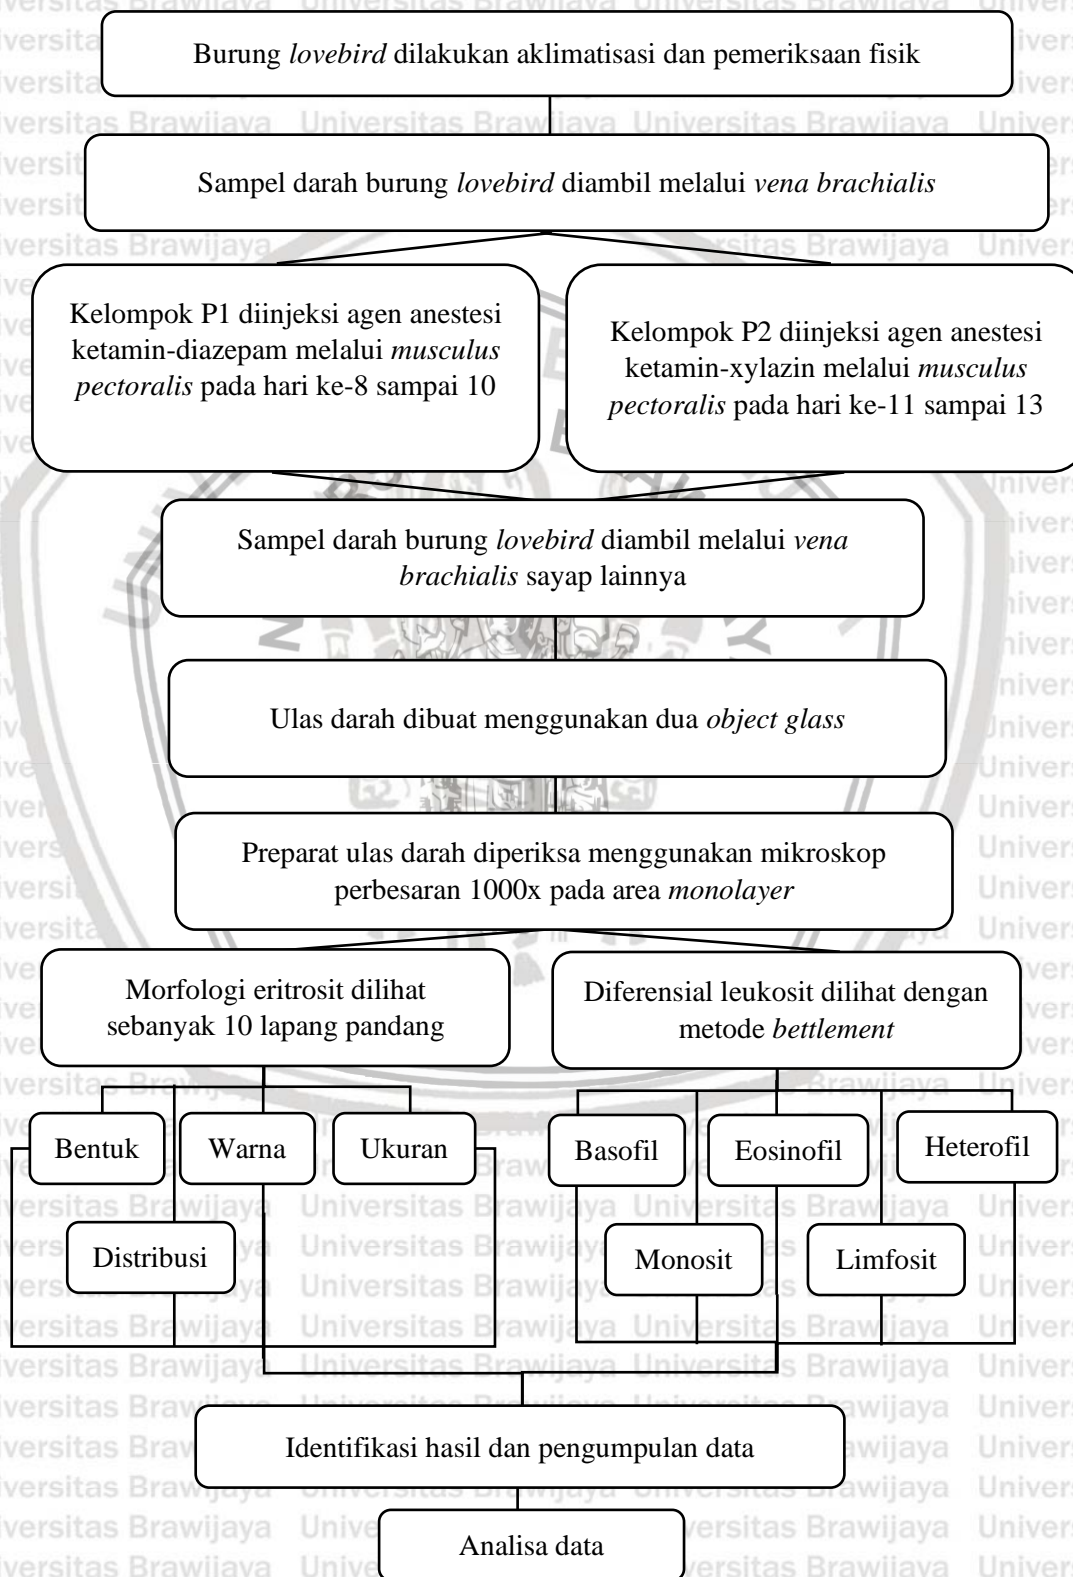 Burung lovebird dilakukan aklimatisasi dan pemeriksaan fisik
Sampel darah burung lovebird diambil melalui vena brachialis
Kelompok P1 diinjeksi agen anestesi
ketamin-diazepam melalui musculus
pectoralis pada hari ke-8 sampai 10
Kelompok P2 diinjeksi agen anestesi
ketamin-xylazin melalui musculus
pectoralis pada hari ke-11 sampai 13
Sampel darah burung lovebird diambil melalui vena
brachialis sayap lainnya
Ulas darah dibuat menggunakan dua object glass
Preparat ulas darah diperiksa menggunakan mikroskop
perbesaran 1000x pada area monolayer
Morfologi eritrosit dilihat
sebanyak 10 lapang pandang
Diferensial leukosit dilihat dengan
metode bettlement
Bentuk
Warna
Ukuran
Distribusi
Basofil
Eosinofil
Heterofil
Monosit
Limfosit
Identifikasi hasil dan pengumpulan data
Analisa data